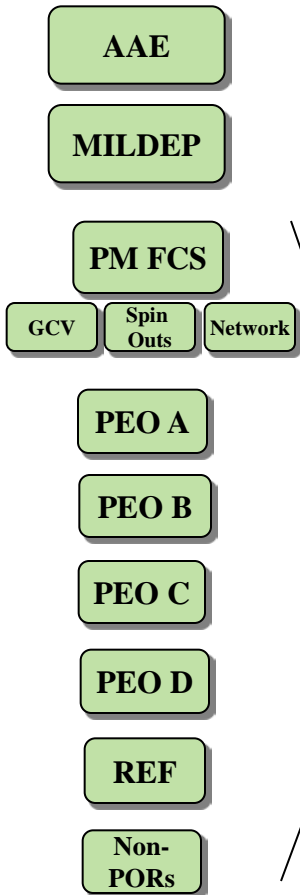 AAE
MILDEP
PM FCS
GCV
Spin
Outs
Network
PEO A
PEO B
PEO C
PEO D
REF
Non-
PORs